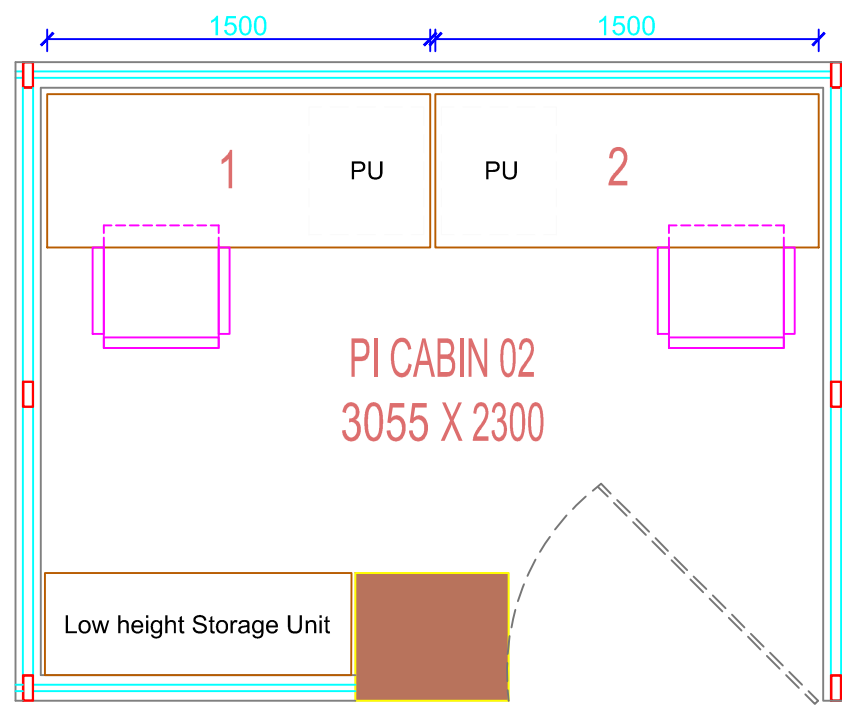 1500
1500
1
PU
PU
2
PI CABIN 02
3055 X 2300
Low height Storage Unit